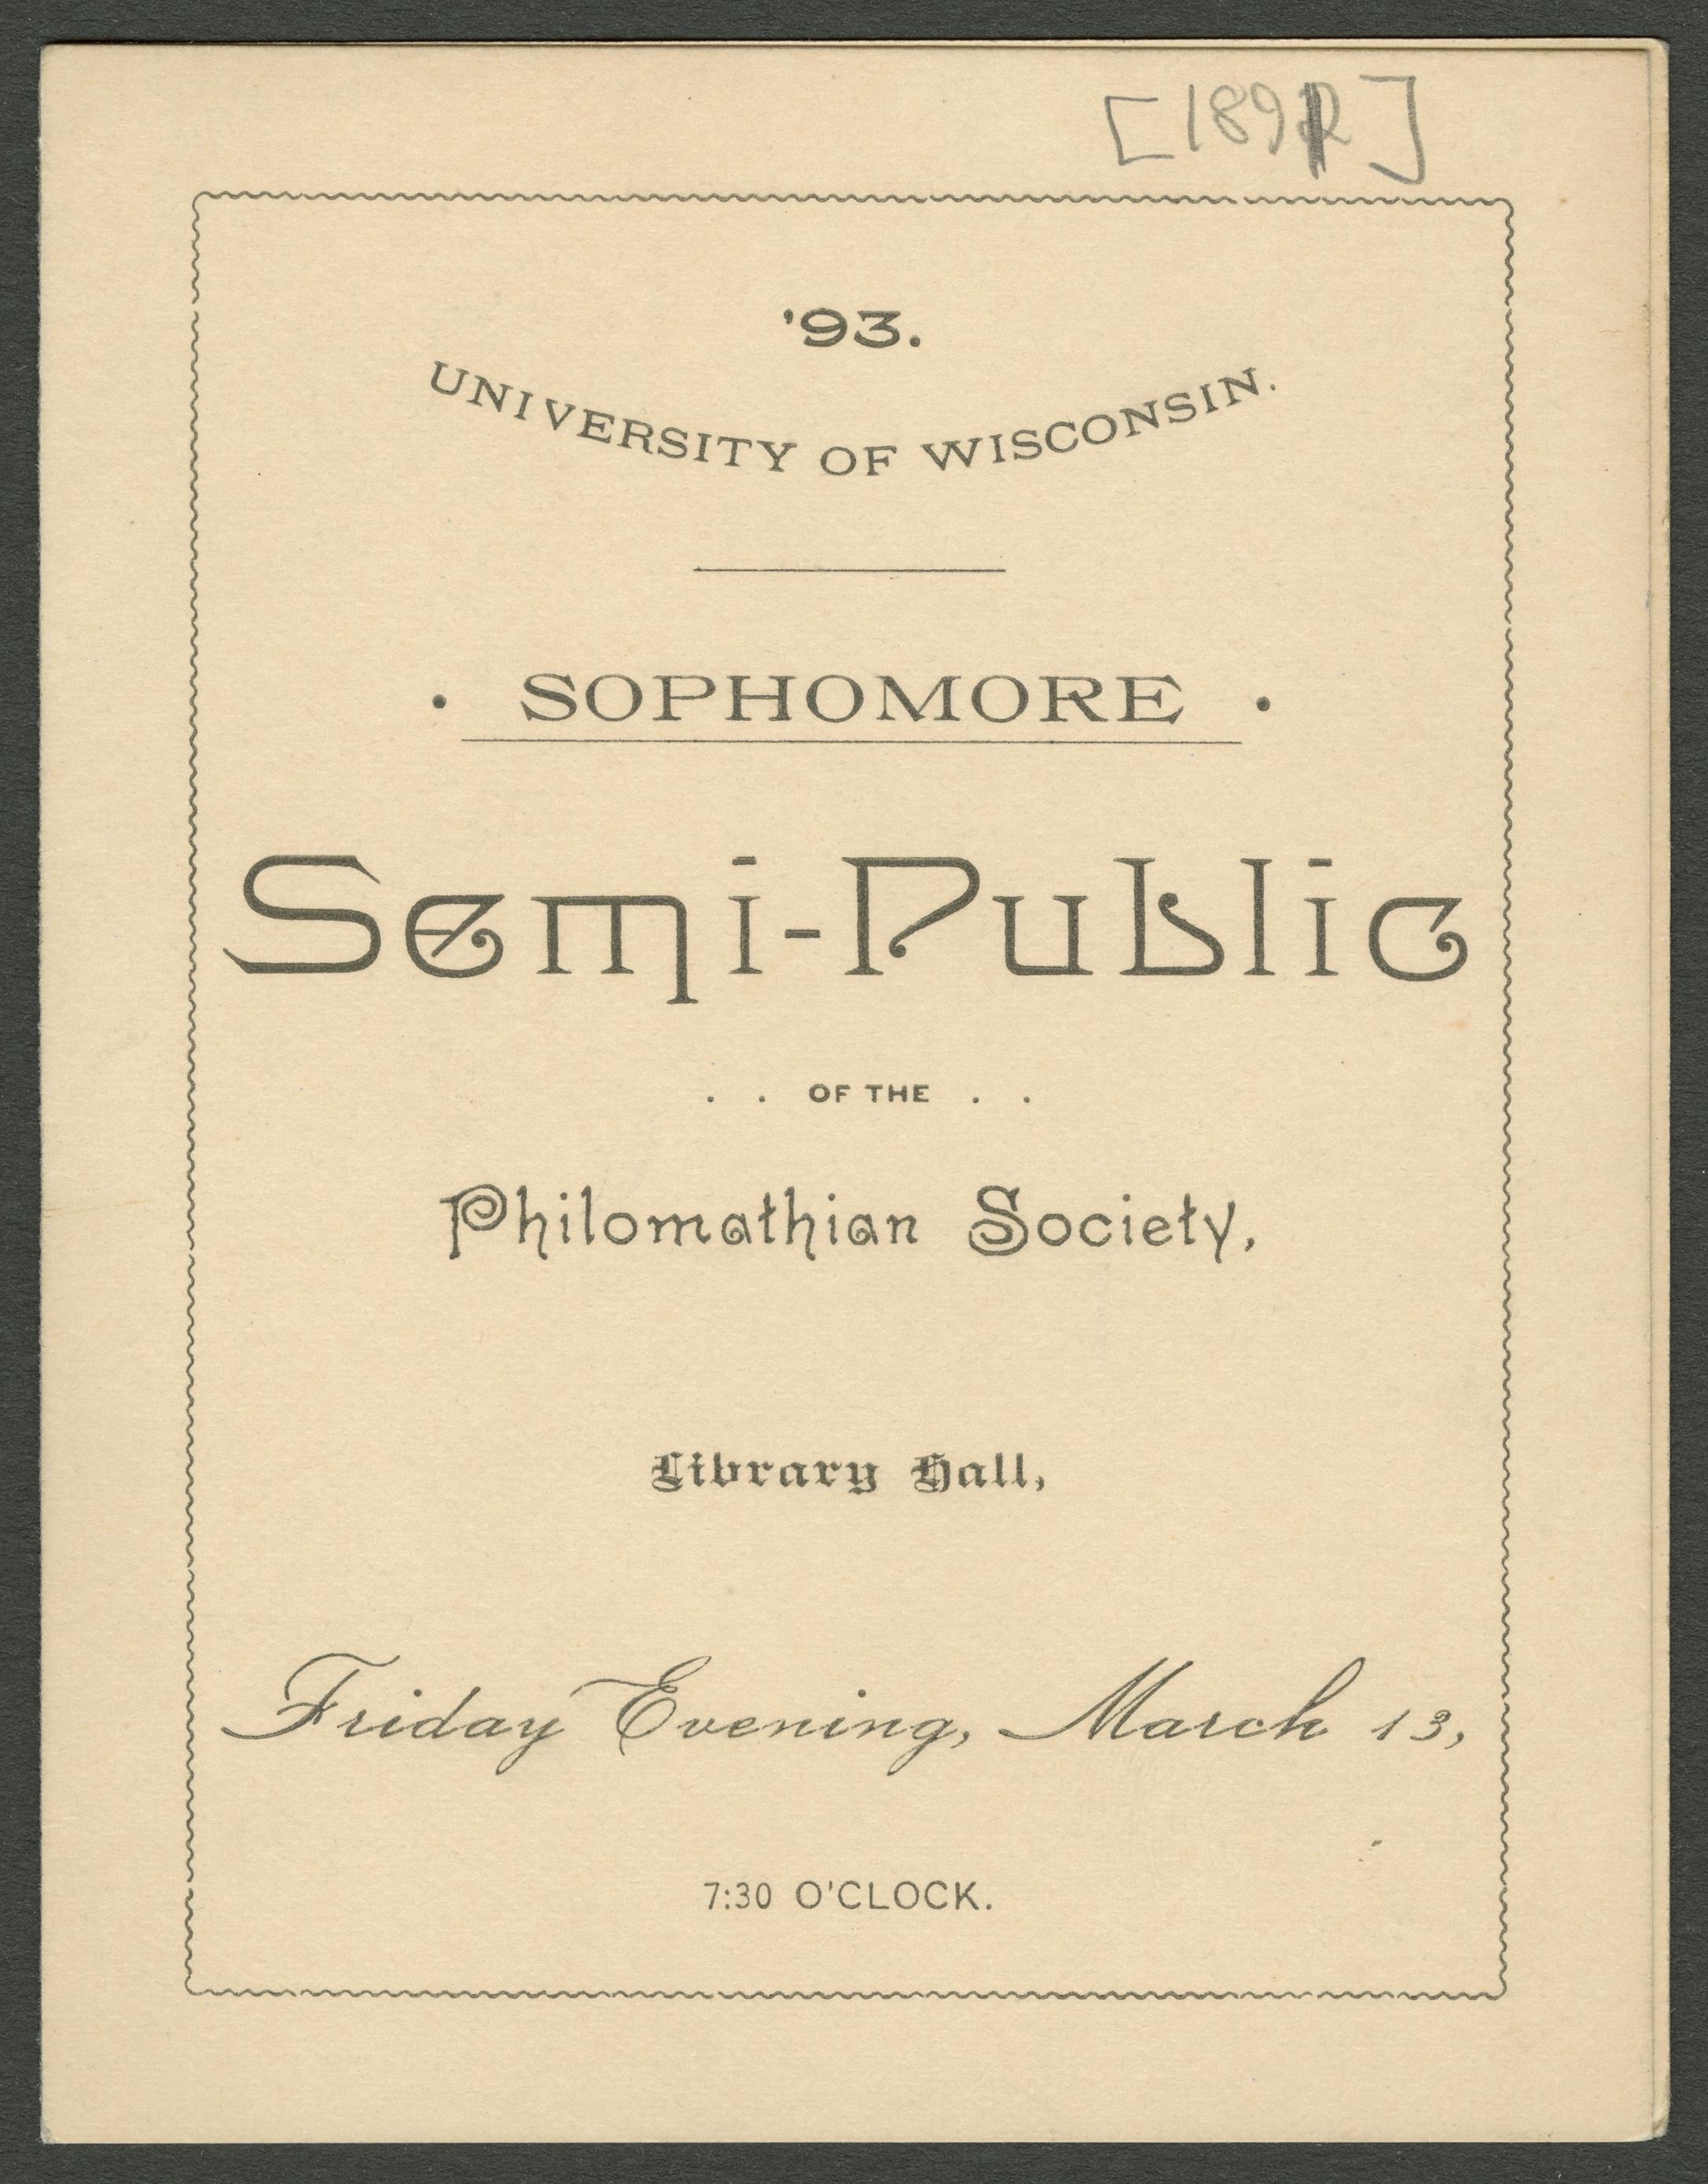 [1891]
'93.
UNIVERSITY OF WISCONSIN.
· SOPHOMORE ·
Semi-Public
. . OF THE . .
Philomathian Society,
Library Hall,
Friday Evening, March 13,
7:30 O'CLOCK.